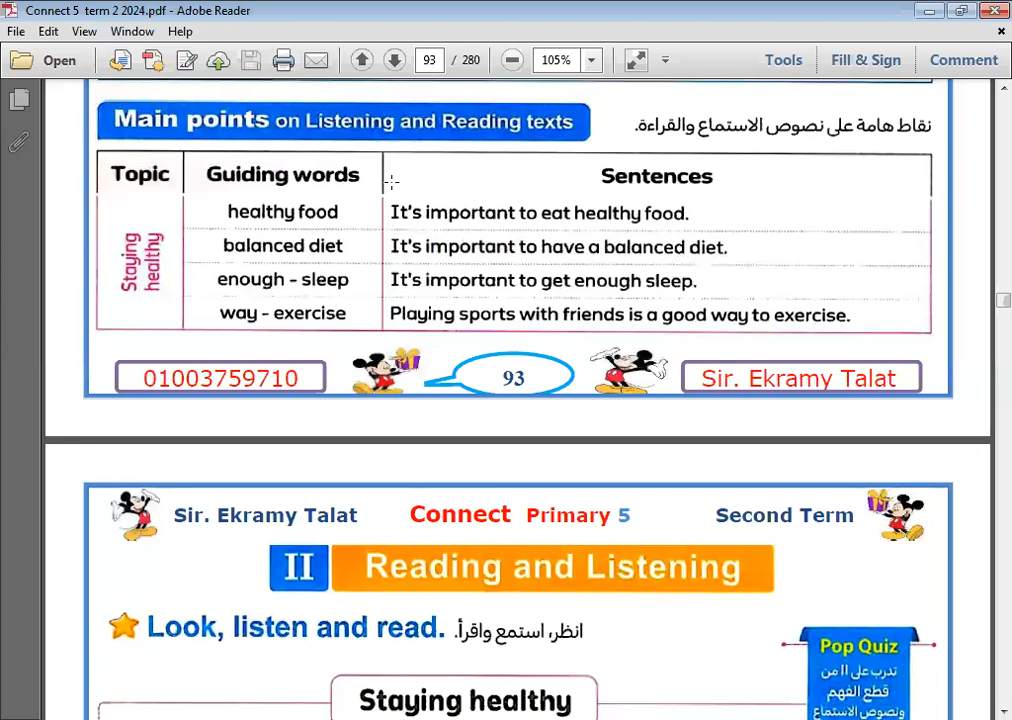 Connect 5 term 2 2024.pdf - Adobe Reader
File Edit View Window Help
Open 93 / 280 105% Tools Fill & Sign Comment
Main points on Listening and Reading texts
نقاط هامة على نصوص الاستماع والقراءة.
Topic Guiding words Sentences
Staying healthy
healthy food It's important to eat healthy food.
balanced diet It's important to have a balanced diet.
enough - sleep It's important to get enough sleep.
way - exercise Playing sports with friends is a good way to exercise.
01003759710 93 Sir. Ekramy Talat
Sir. Ekramy Talat Connect Primary 5 Second Term
II Reading and Listening
Look, listen and read. انظر، استمع واقرأ.
Pop Quiz
تدرب على ١١ من
قطع الفهم
ونصوص الاستماع
Staying healthy